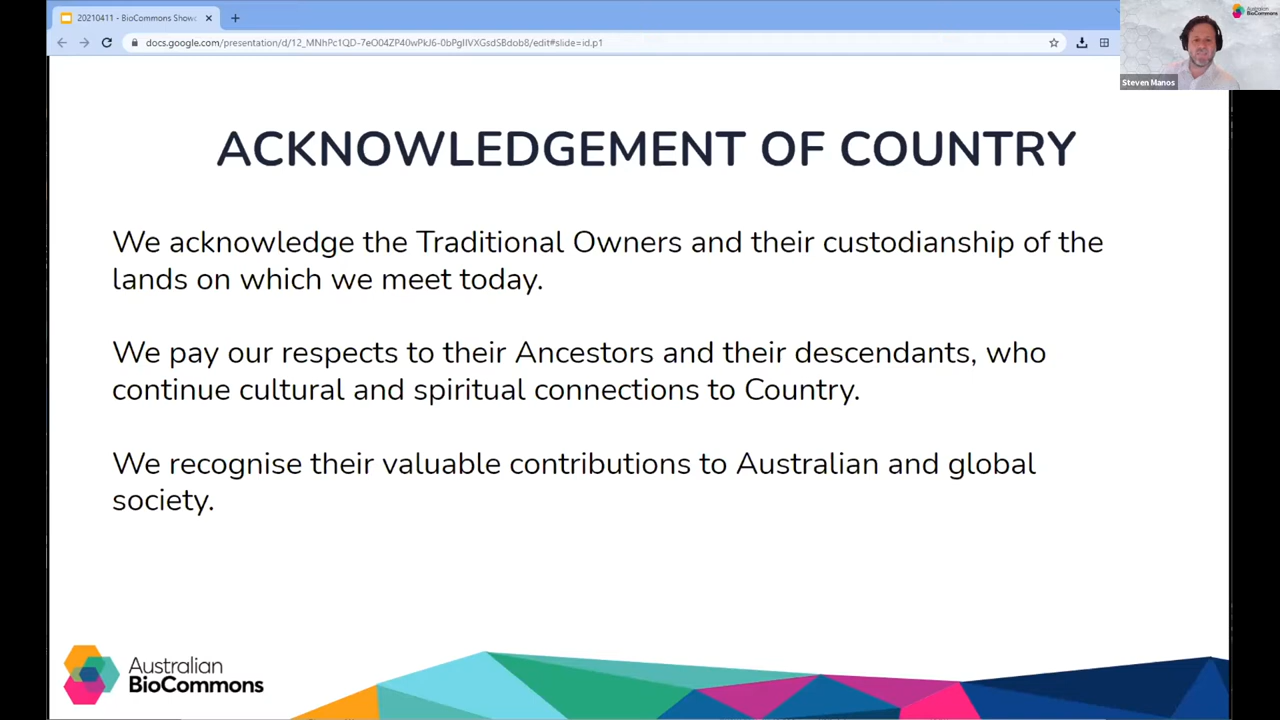 20210411 - BioCommons Show
docs.google.com/presentation/d/12_MNhPc1QD-7eO04ZP40wPkJ6-0bPgIIVXGsdSBdob8/edit#slide=id.p1
Australian
BioCommons
Steven Manos
ACKNOWLEDGEMENT OF COUNTRY
We acknowledge the Traditional Owners and their custodianship of the
lands on which we meet today.
We pay our respects to their Ancestors and their descendants, who
continue cultural and spiritual connections to Country.
We recognise their valuable contributions to Australian and global
society.
Australian
BioCommons